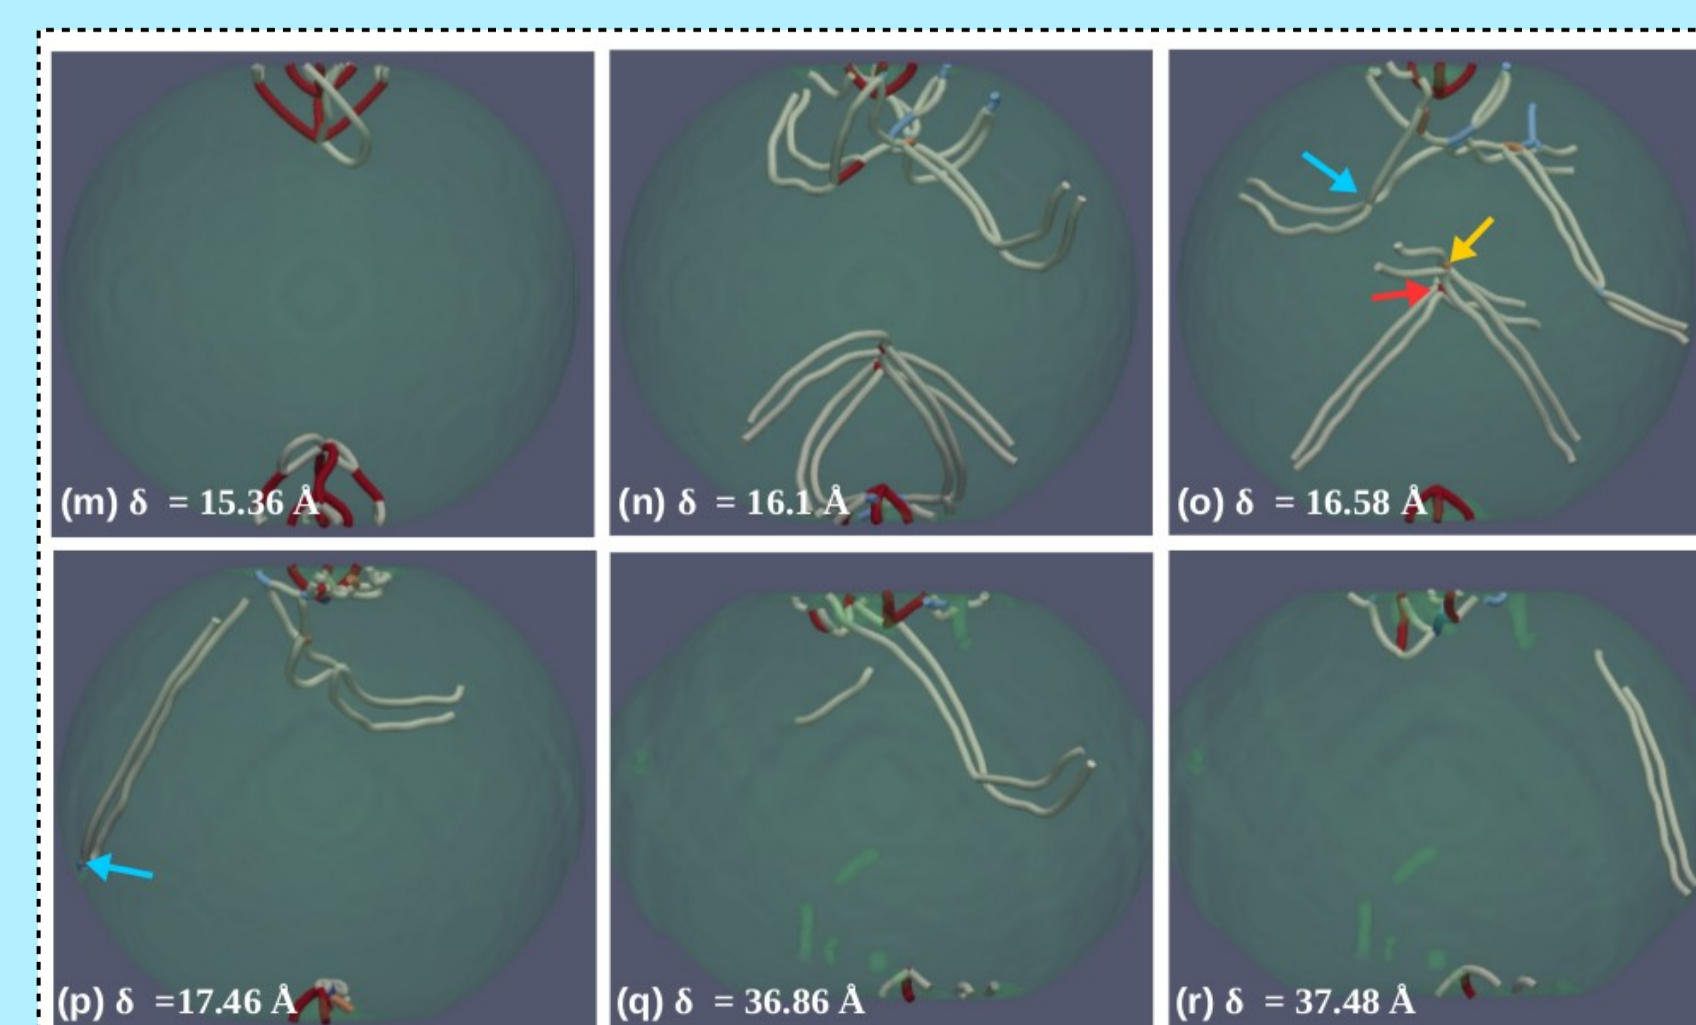 (m) δ = 15.36 Å
(n) δ = 16.1 Å
(o) δ = 16.58 Å
(p) δ =17.46 Å
(q) δ = 36.86 Å
(r) δ = 37.48 Å